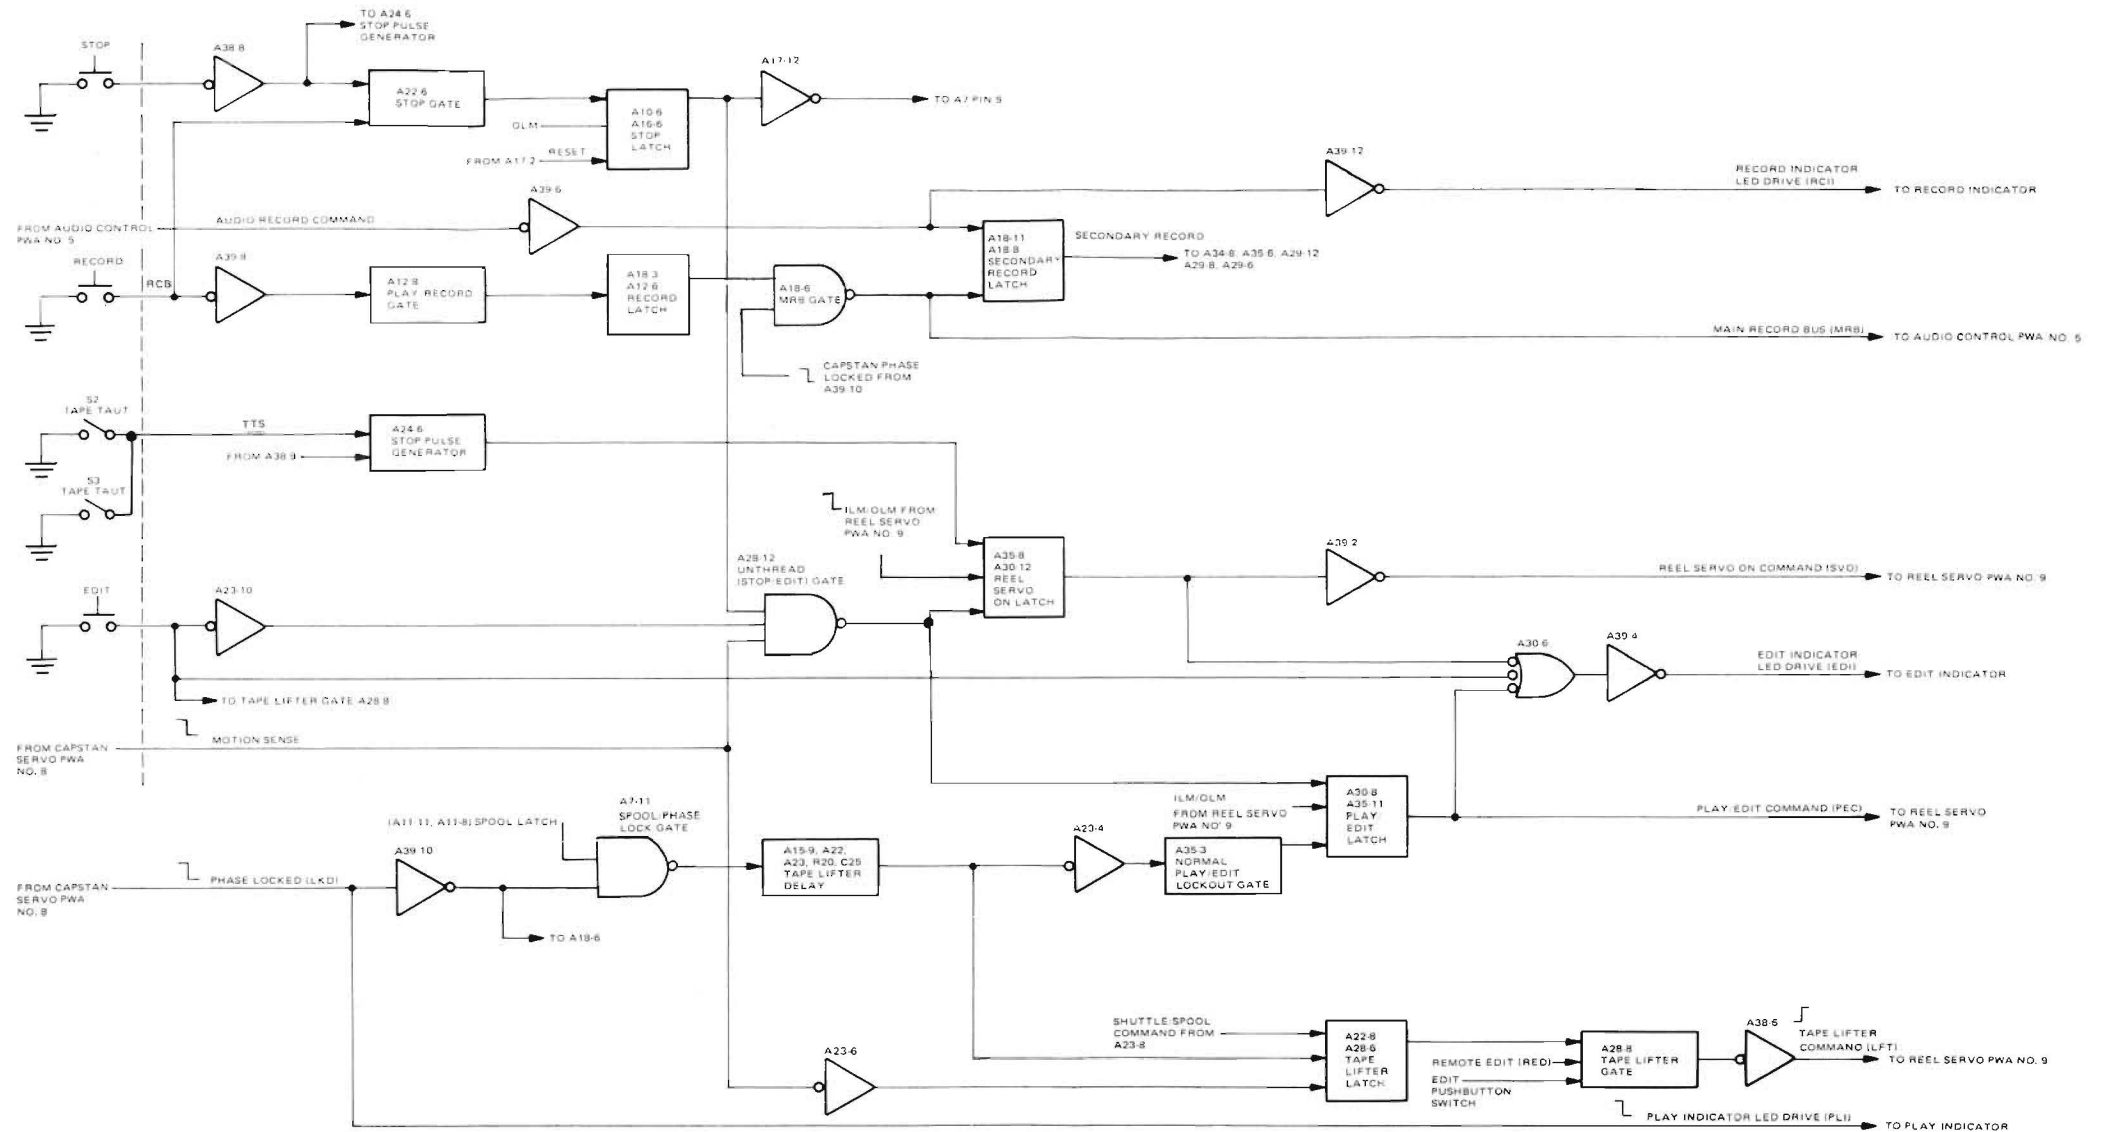 TO A24-6
STOP PULSE
GENERATOR
STOP
A38-8
A17-12
A22-6
STOP GATE
TO A7 PIN 5
A10-6
A16-6
STOP
LATCH
OLM
RESET
FROM A17-2
A39-12
RECORD INDICATOR
LED DRIVE (RCI)
TO RECORD INDICATOR
A39-6
AUDIO RECORD COMMAND
FROM AUDIO CONTROL
PWA NO. 5
A18-11
A18-8
SECONDARY
RECORD
LATCH
SECONDARY RECORD
TO A34-8, A35-6, A29-12
A29-8, A29-6
RECORD
RCB
A39-8
A12-8
PLAY RECORD
GATE
A18-3
A12-6
RECORD
LATCH
A18-6
MRB GATE
MAIN RECORD BUS (MRB)
TO AUDIO CONTROL PWA NO. 5
CAPSTAN PHASE
LOCKED FROM
A39-10
S2
TAPE TAUT
TTS
A24-6
STOP PULSE
GENERATOR
FROM A38-9
S3
TAPE TAUT
ILM/OLM FROM
REEL SERVO
PWA NO. 9
A28-12
UNTHREAD
(STOP/EDIT) GATE
A35-8
A30-12
REEL
SERVO
ON LATCH
A39-2
REEL SERVO ON COMMAND (SVO)
TO REEL SERVO PWA NO. 9
EDIT
A23-10
A30-6
A39-4
EDIT INDICATOR
LED DRIVE (EDI)
TO EDIT INDICATOR
TO TAPE LIFTER GATE A28-8
MOTION SENSE
FROM CAPSTAN
SERVO PWA
NO. 8
A7-11
SPOOL/PHASE
LOCK GATE
(A11-11, A11-8) SPOOL LATCH
ILM/OLM
FROM REEL SERVO
PWA NO. 9
A30-8
A35-11
PLAY/
EDIT
LATCH
PLAY/EDIT COMMAND (PEC)
TO REEL SERVO
PWA NO. 9
A39-10
A15-9, A22,
A23, R20, C25
TAPE LIFTER
DELAY
A23-4
A35-3
NORMAL
PLAY/EDIT
LOCKOUT GATE
PHASE LOCKED (LKD)
FROM CAPSTAN
SERVO PWA
NO. 8
TO A18-6
SHUTTLE/SPOOL
COMMAND FROM
A23-8
A22-8
A28-6
TAPE
LIFTER
LATCH
A23-6
REMOTE EDIT (RED)
EDIT
PUSHBUTTON
SWITCH
A28-8
TAPE LIFTER
GATE
A38-6
TAPE LIFTER
COMMAND (LFT)
TO REEL SERVO PWA NO. 9
PLAY INDICATOR LED DRIVE (PLI)
TO PLAY INDICATOR